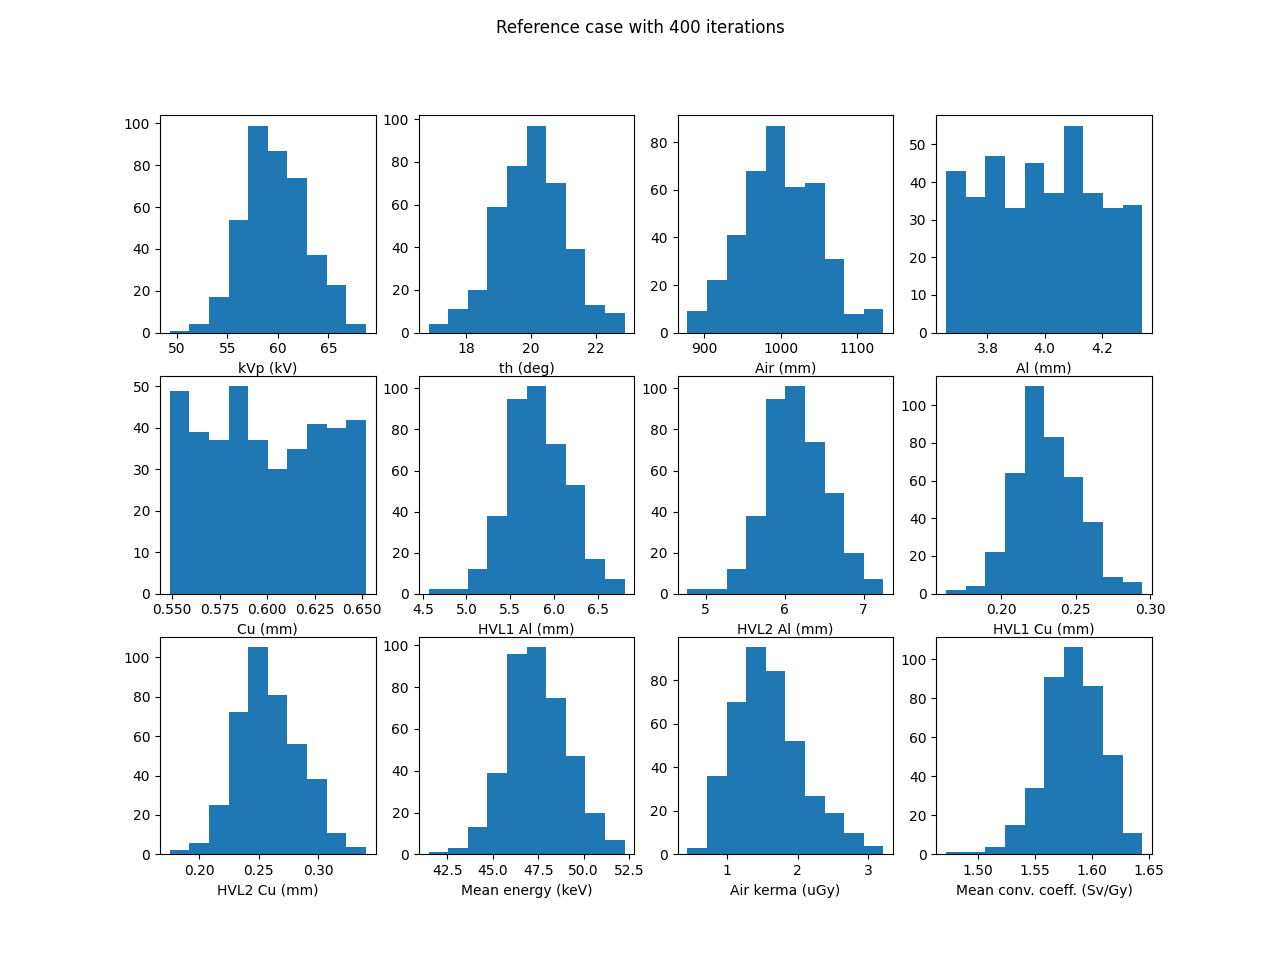 Reference case with 400 iterations
100
80
60
40
20
0
50 55 60 65
kVp (kV)
100
80
60
40
20
0
18 20 22
th (deg)
80
60
40
20
0
900 1000 1100
Air (mm)
50
40
30
20
10
0
3.8 4.0 4.2
Al (mm)
50
40
30
20
10
0
0.550 0.575 0.600 0.625 0.650
Cu (mm)
100
80
60
40
20
0
4.5 5.0 5.5 6.0 6.5
HVL1 Al (mm)
100
80
60
40
20
0
5 6 7
HVL2 Al (mm)
100
80
60
40
20
0
0.20 0.25 0.30
HVL1 Cu (mm)
100
80
60
40
20
0
0.20 0.25 0.30
HVL2 Cu (mm)
100
80
60
40
20
0
42.5 45.0 47.5 50.0 52.5
Mean energy (keV)
80
60
40
20
0
1 2 3
Air kerma (uGy)
100
80
60
40
20
0
1.50 1.55 1.60 1.65
Mean conv. coeff. (Sv/Gy)